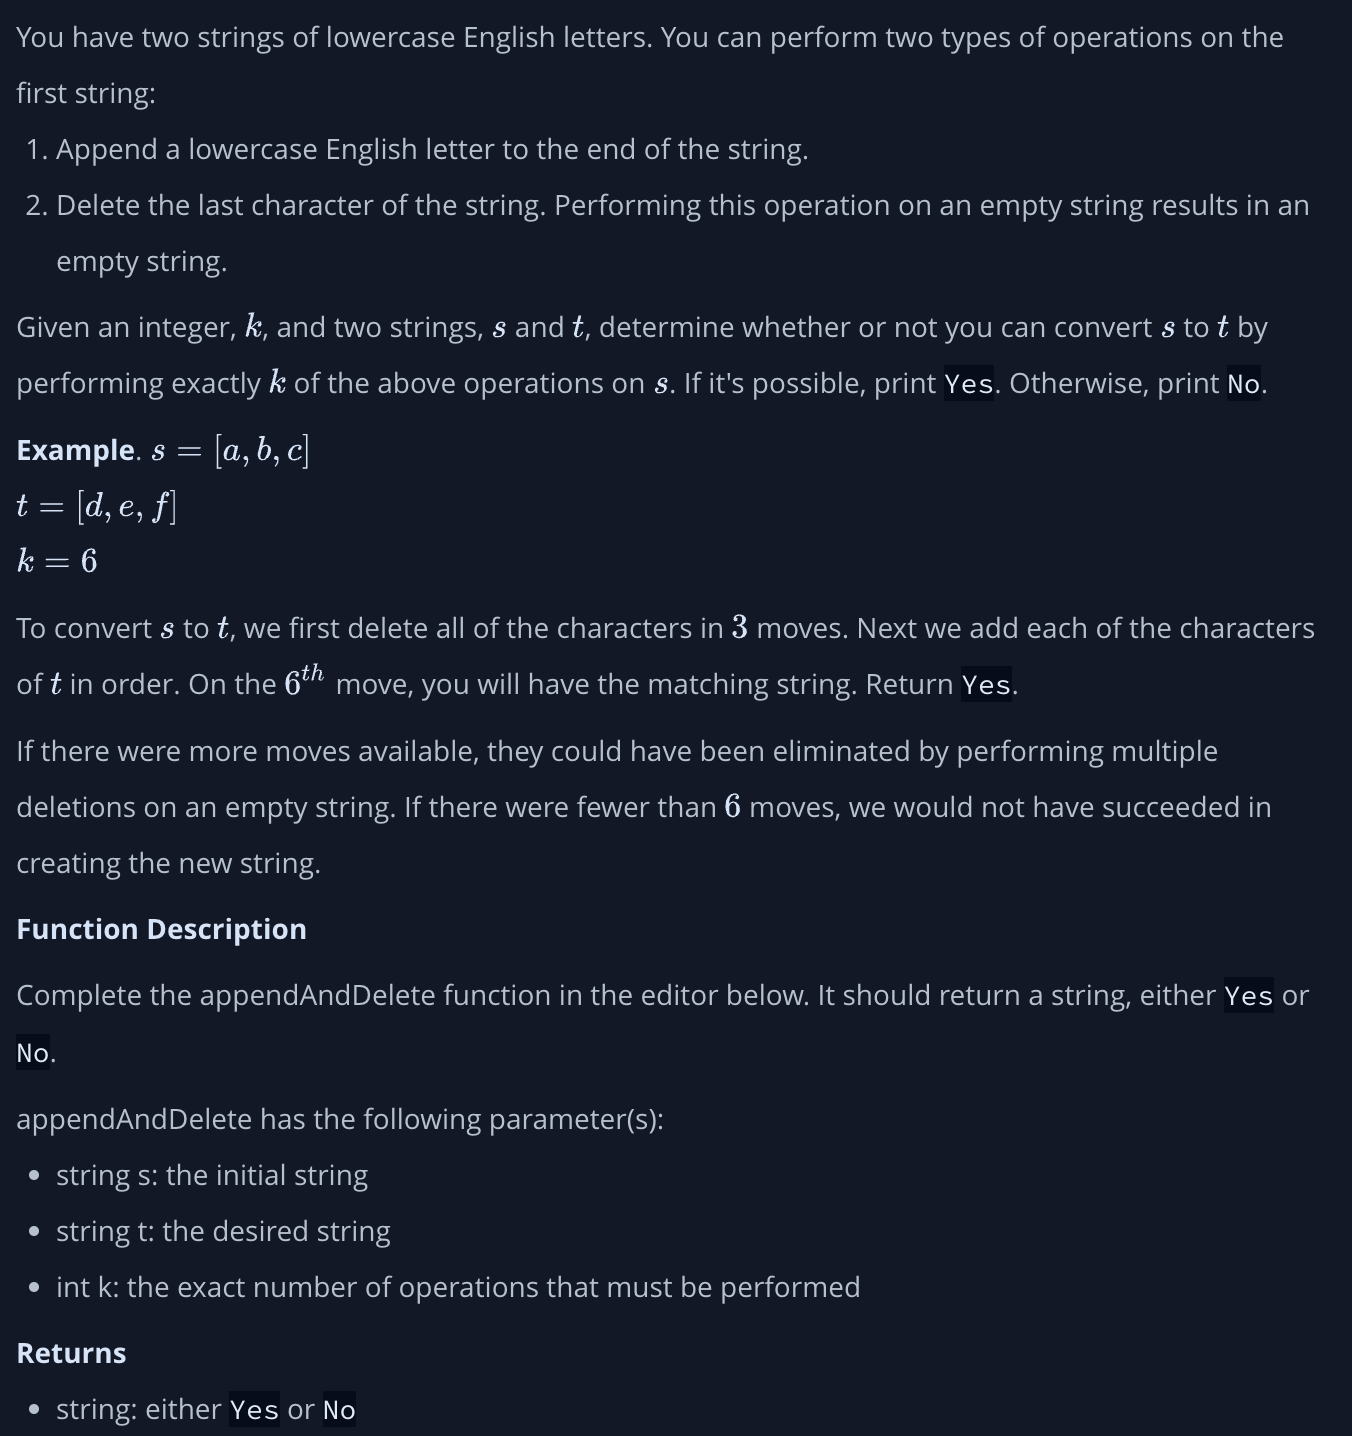 You have two strings of lowercase English letters. You can perform two types of operations on the
first string:
1. Append a lowercase English letter to the end of the string.
2. Delete the last character of the string. Performing this operation on an empty string results in an
empty string.
Given an integer, k, and two strings, s and t, determine whether or not you can convert s to t by
performing exactly k of the above operations on s. If it's possible, print Yes. Otherwise, print No.
Example. s = [a, b, c]
t = [d, e, f]
k = 6
To convert s to t, we first delete all of the characters in 3 moves. Next we add each of the characters
of t in order. On the 6th move, you will have the matching string. Return Yes.
If there were more moves available, they could have been eliminated by performing multiple
deletions on an empty string. If there were fewer than 6 moves, we would not have succeeded in
creating the new string.
Function Description
Complete the appendAndDelete function in the editor below. It should return a string, either Yes or
No.
appendAndDelete has the following parameter(s):
• string s: the initial string
• string t: the desired string
• int k: the exact number of operations that must be performed
Returns
• string: either Yes or No